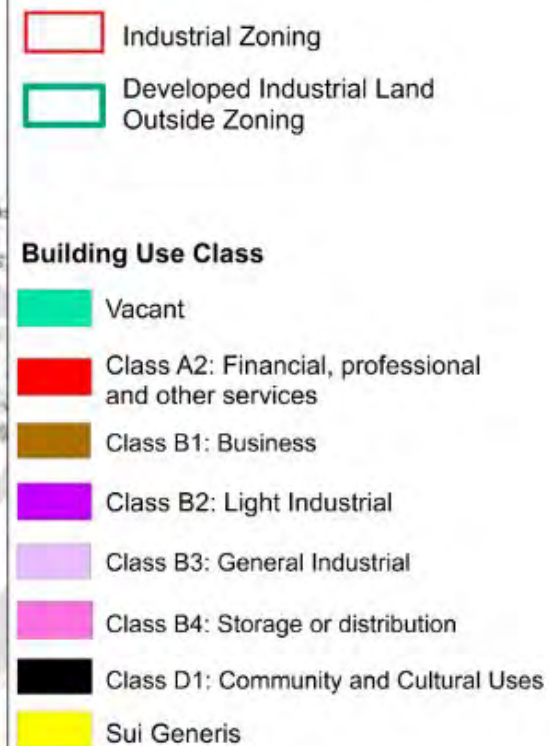 Industrial Zoning
Developed Industrial Land
Outside Zoning
Building Use Class
Vacant
Class A2: Financial, professional
and other services
Class B1: Business
Class B2: Light Industrial
Class B3: General Industrial
Class B4: Storage or distribution
Class D1: Community and Cultural Uses
Sui Generis